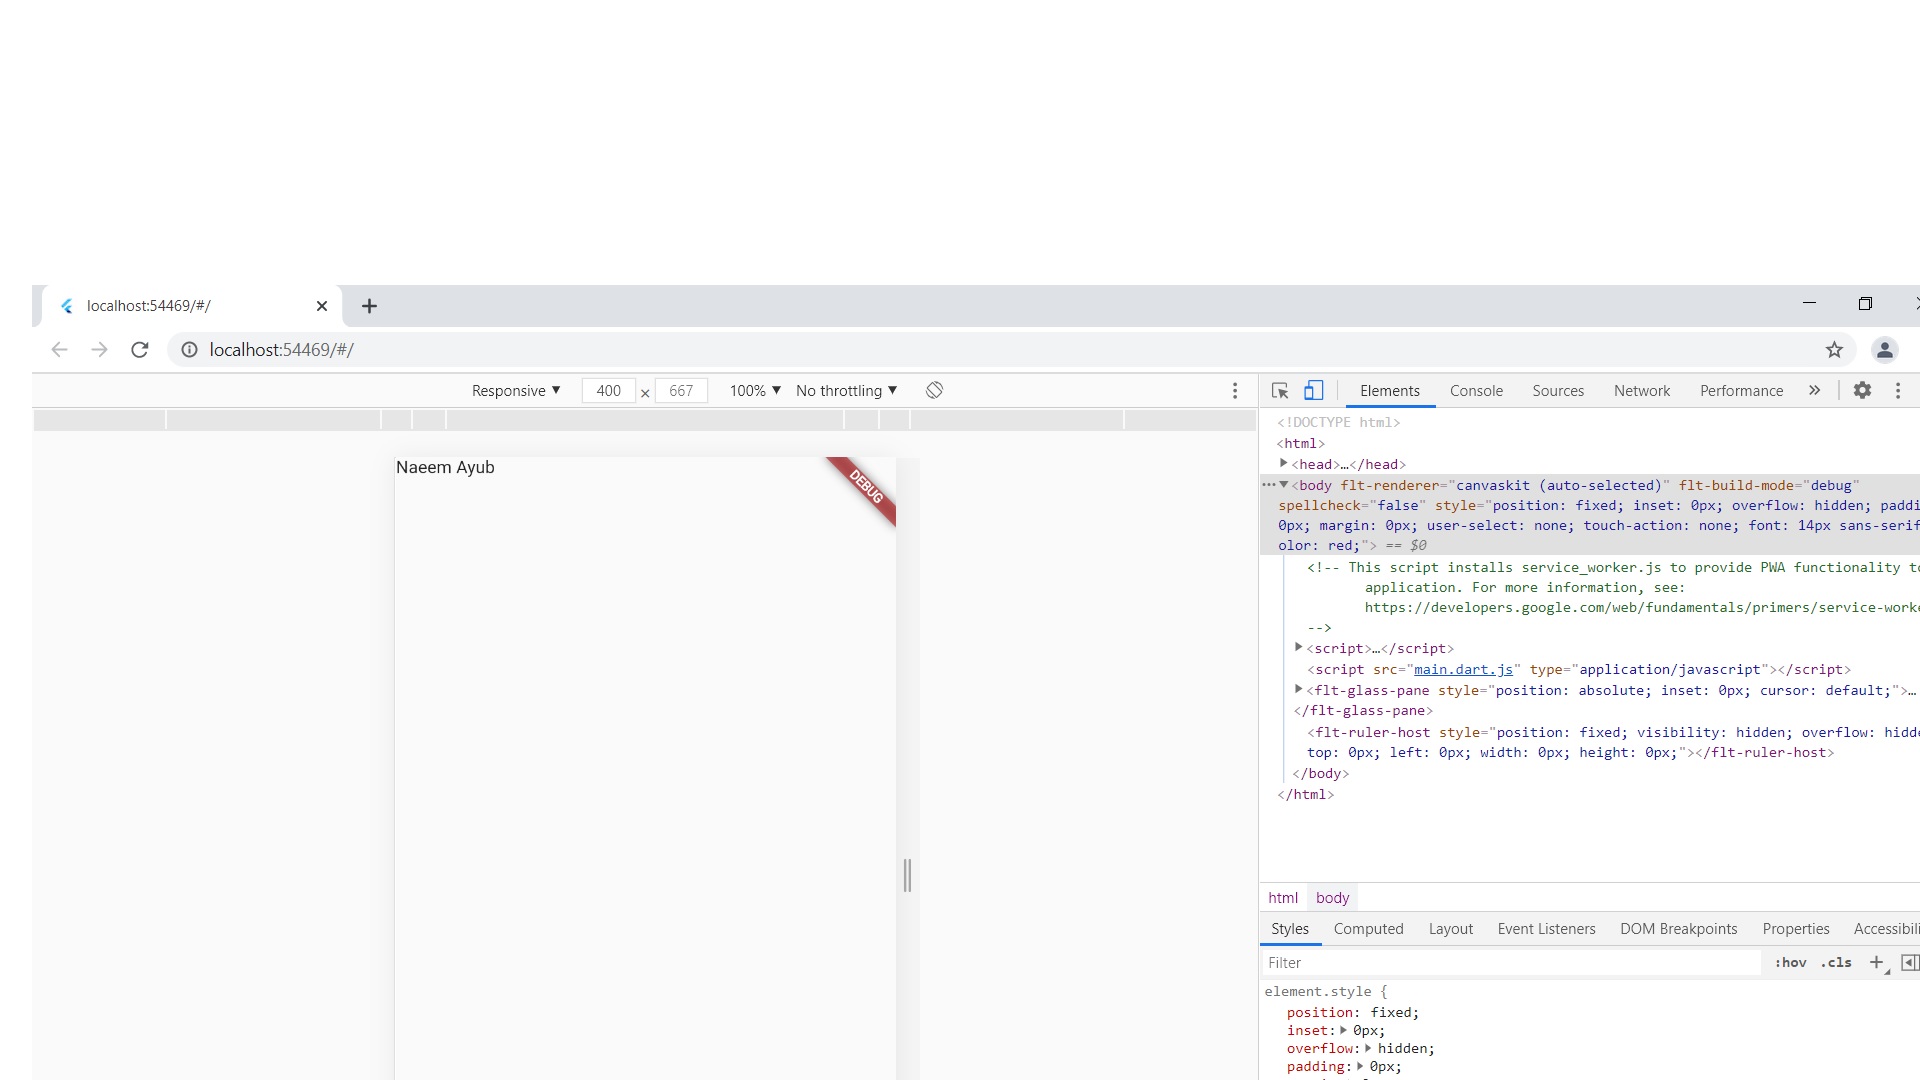 localhost:54469/#/
localhost:54469/#/
Responsive ▼ 400 × 667 100% ▼ No throttling ▼
Elements Console Sources Network Performance »
<!DOCTYPE html>
<html>
<head>…</head>
<body flt-renderer="canvaskit (auto-selected)" flt-build-mode="debug"
spellcheck="false" style="position: fixed; inset: 0px; overflow: hidden; paddi
0px; margin: 0px; user-select: none; touch-action: none; font: 14px sans-serif
olor: red;"> == $0
<!-- This script installs service_worker.js to provide PWA functionality to
application. For more information, see:
https://developers.google.com/web/fundamentals/primers/service-worke
-->
<script>…</script>
<script src="main.dart.js" type="application/javascript"></script>
<flt-glass-pane style="position: absolute; inset: 0px; cursor: default;">…
</flt-glass-pane>
<flt-ruler-host style="position: fixed; visibility: hidden; overflow: hidde
top: 0px; left: 0px; width: 0px; height: 0px;"></flt-ruler-host>
</body>
</html>
Naeem Ayub
DEBUG
html body
Styles Computed Layout Event Listeners DOM Breakpoints Properties Accessibili
Filter :hov .cls +
element.style {
position: fixed;
inset: 0px;
overflow: hidden;
padding: 0px;